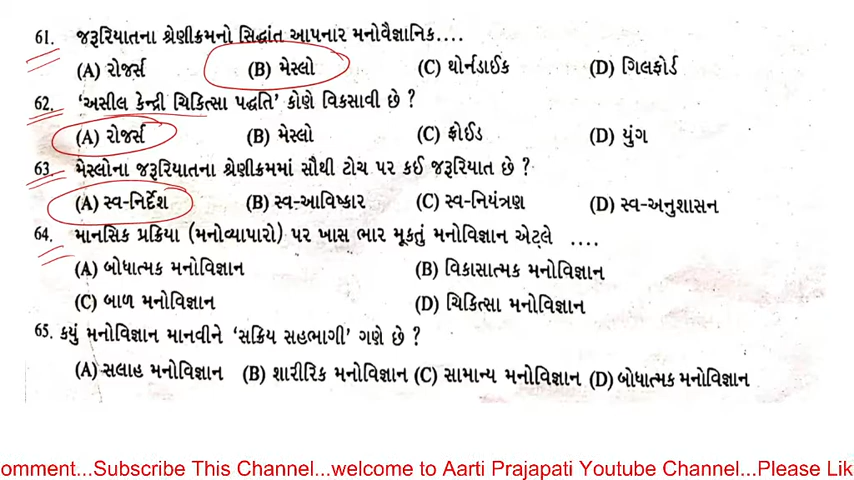 61. જરૂરિયાતના શ્રેણીક્રમનો સિદ્ધાંત આપનાર મનોવૈજ્ઞાનિક....
(A) રોજર્સ (B) મેસ્લો (C) થોર્નડાઈક (D) ગિલફોર્ડ
62. 'અસીલ કેન્દ્રી ચિકિત્સા પદ્ધતિ' કોણે વિકસાવી છે ?
(A) રોજર્સ (B) મેસ્લો (C) ફ્રોઈડ (D) યુંગ
63. મેસ્લોના જરૂરિયાતના શ્રેણીક્રમમાં સૌથી ટોચ પર કઈ જરૂરિયાત છે ?
(A) સ્વ-નિર્દેશ (B) સ્વ-આવિષ્કાર (C) સ્વ-નિયંત્રણ (D) સ્વ-અનુશાસન
64. માનસિક પ્રક્રિયા (મનોવ્યાપારો) પર ખાસ ભાર મૂકતું મનોવિજ્ઞાન એટલે ....
(A) બોધાત્મક મનોવિજ્ઞાન (B) વિકાસાત્મક મનોવિજ્ઞાન
(C) બાળ મનોવિજ્ઞાન (D) ચિકિત્સા મનોવિજ્ઞાન
65. કયું મનોવિજ્ઞાન માનવીને 'સક્રિય સહભાગી' ગણે છે ?
(A) સલાહ મનોવિજ્ઞાન (B) શારીરિક મનોવિજ્ઞાન (C) સામાન્ય મનોવિજ્ઞાન (D) બોધાત્મક મનોવિજ્ઞાન
omment...Subscribe This Channel...welcome to Aarti Prajapati Youtube Channel...Please Lik